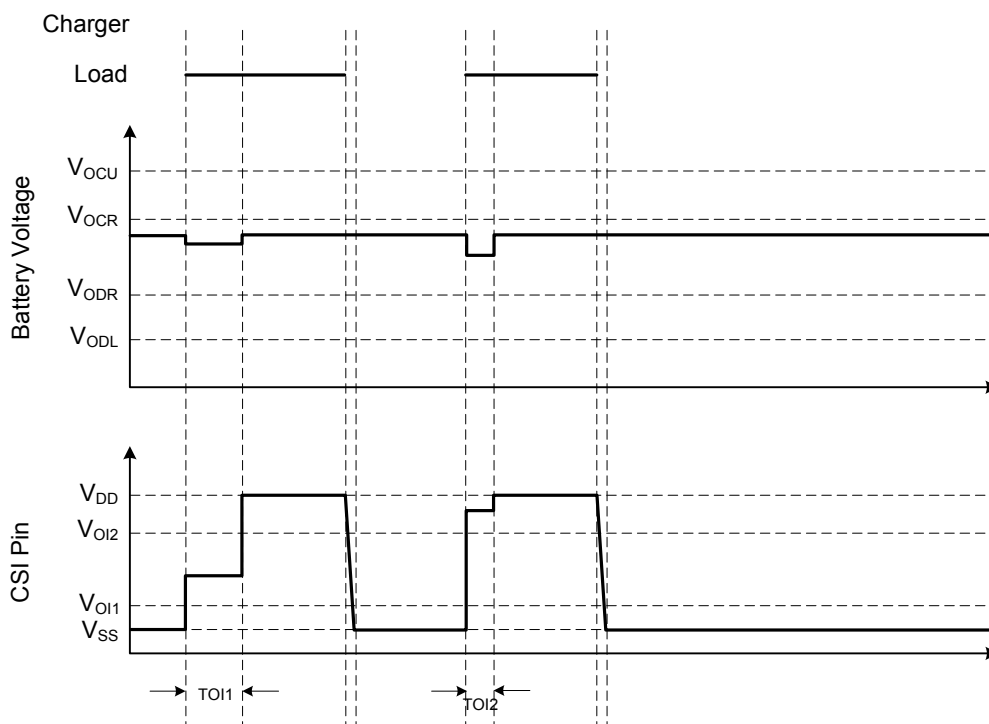 Charger
Load
Battery Voltage
VOCU
VOCR
VODR
VODL
CSI Pin
VDD
VOI2
VOI1
VSS
TOI1
TOI2